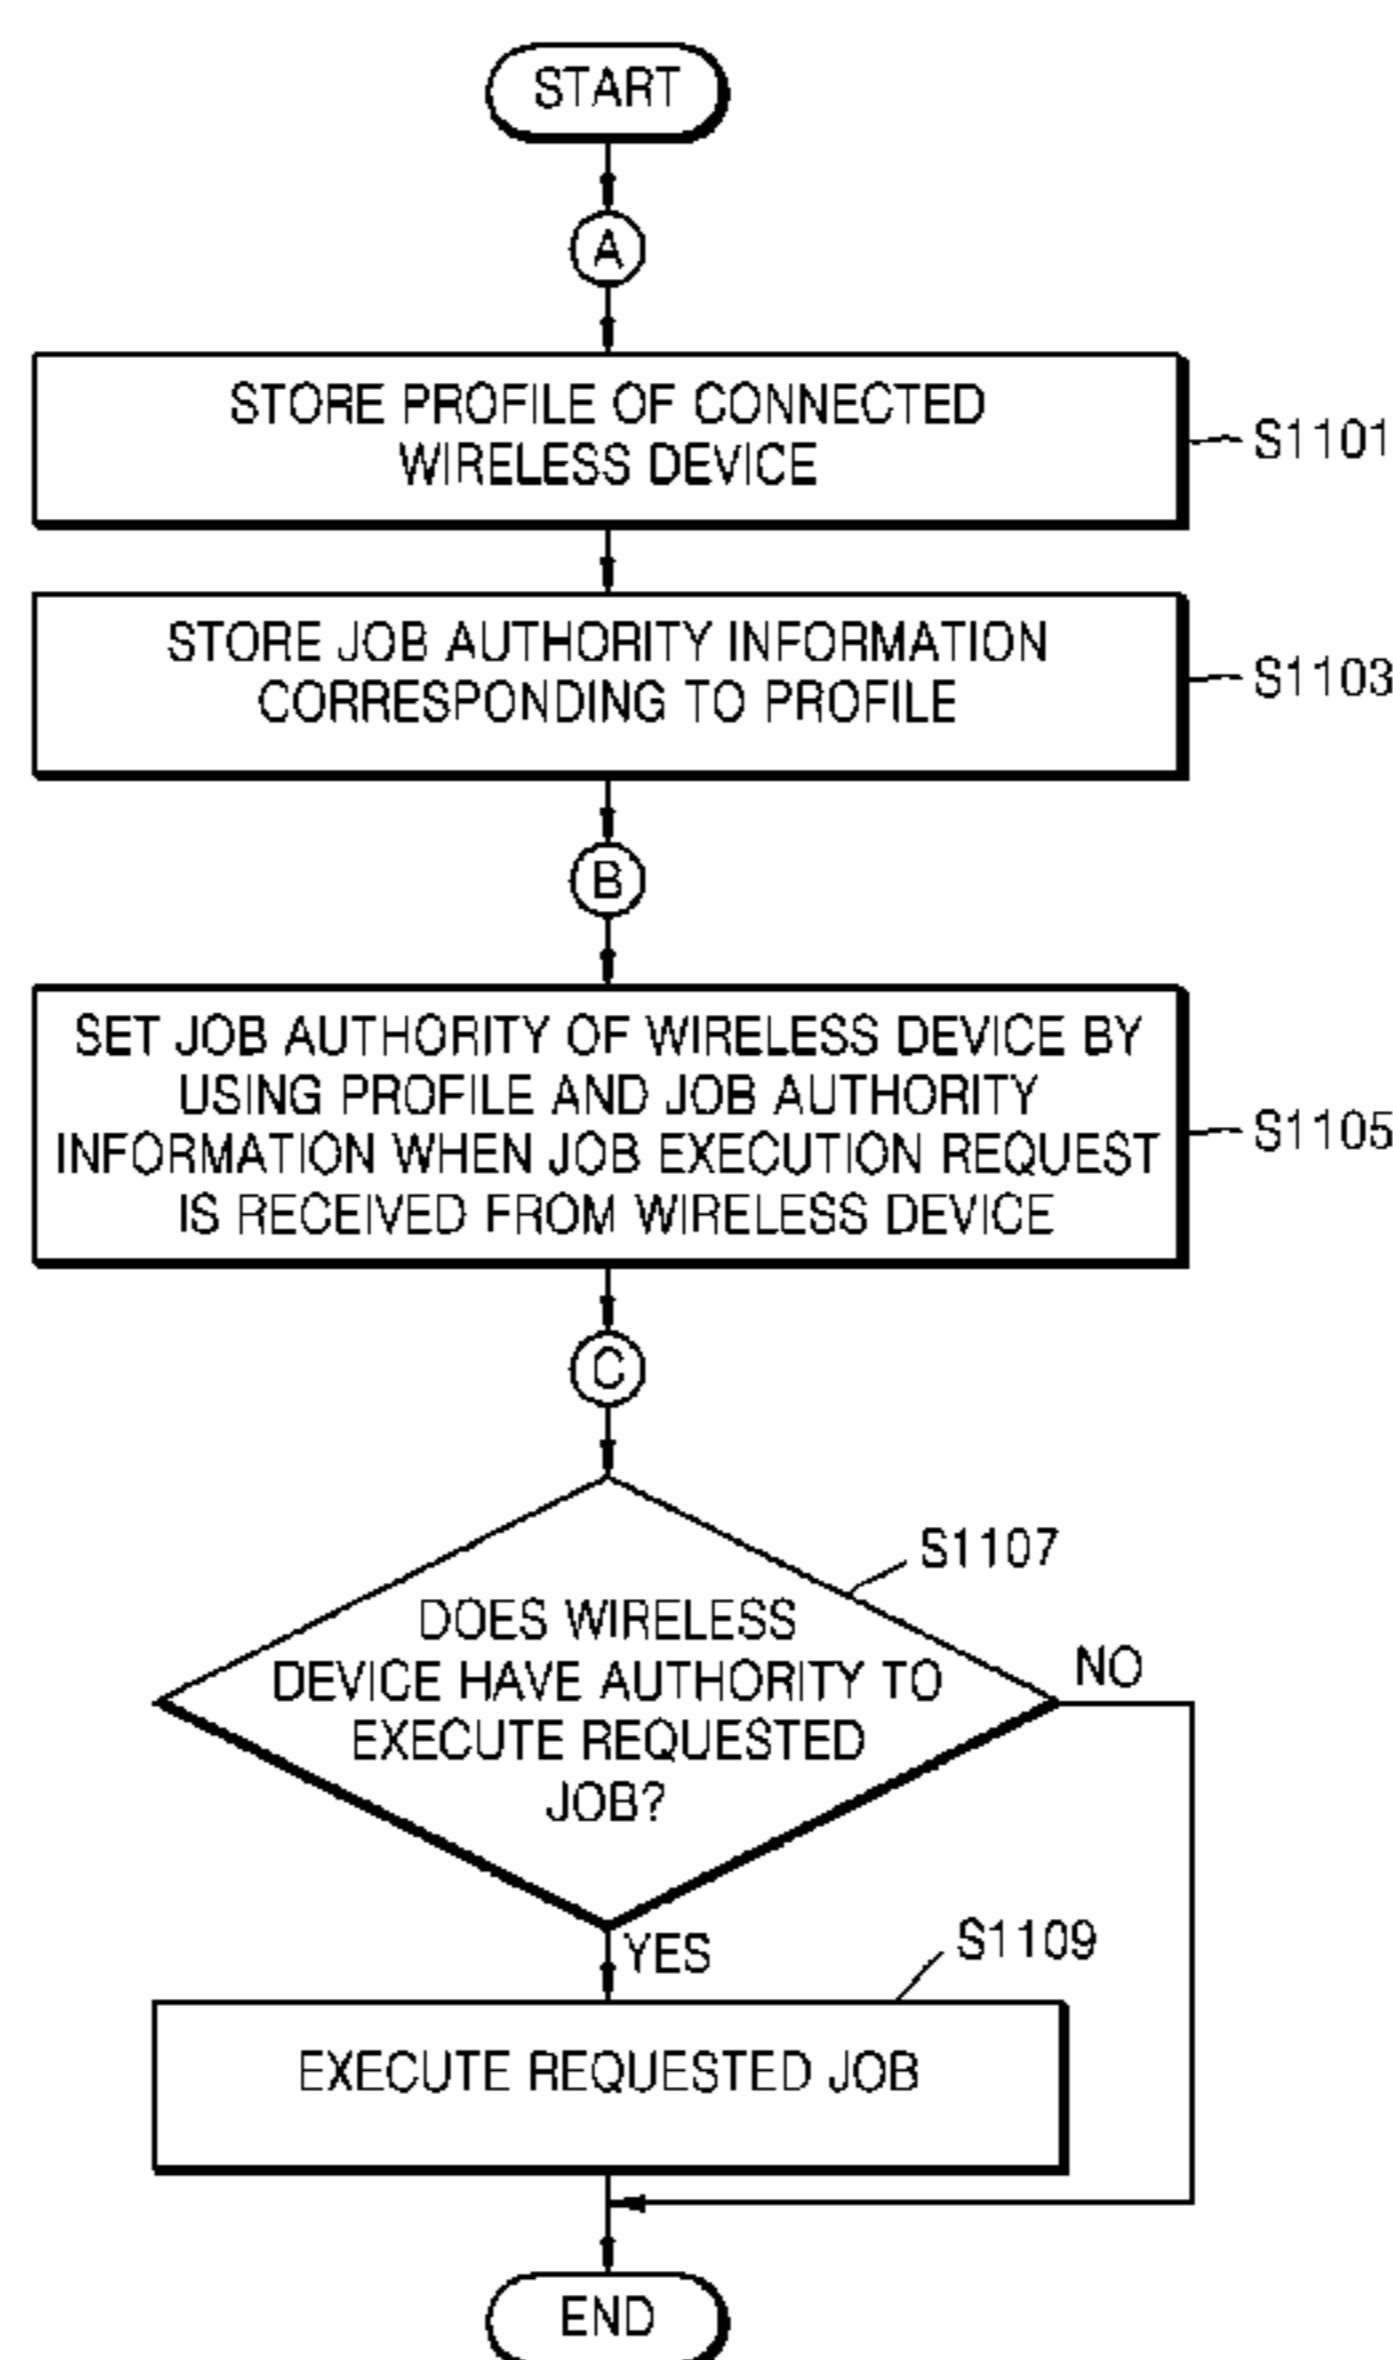 START
A
STORE PROFILE OF CONNECTED
WIRELESS DEVICE
S1101
STORE JOB AUTHORITY INFORMATION
CORRESPONDING TO PROFILE
S1103
B
SET JOB AUTHORITY OF WIRELESS DEVICE BY
USING PROFILE AND JOB AUTHORITY
INFORMATION WHEN JOB EXECUTION REQUEST
IS RECEIVED FROM WIRELESS DEVICE
S1105
C
S1107
DOES WIRELESS
DEVICE HAVE AUTHORITY TO
EXECUTE REQUESTED
JOB?
NO
YES
S1109
EXECUTE REQUESTED JOB
END